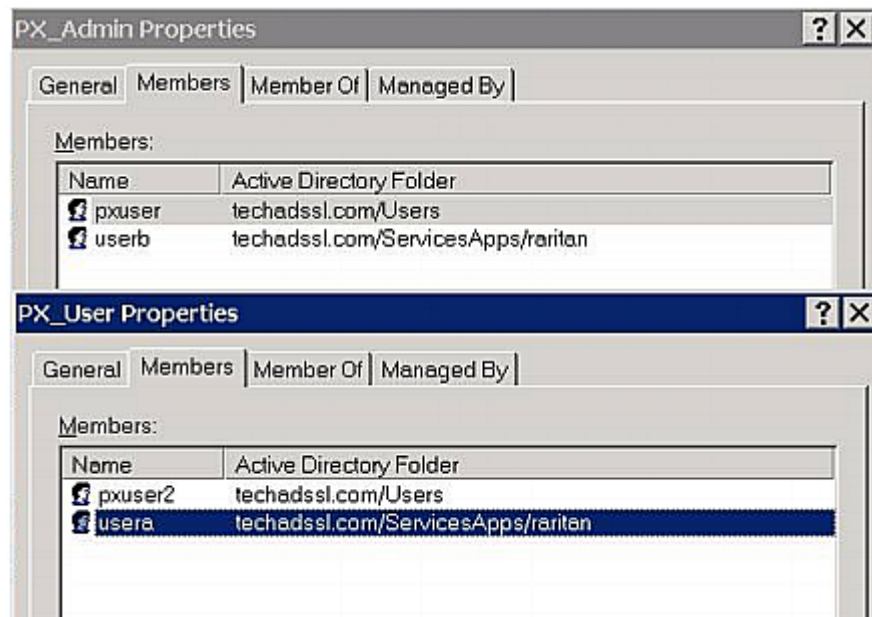 PX_Admin Properties
General Members Member Of Managed By
Members:
Name Active Directory Folder
pxuser techadssl.com/Users
userb techadssl.com/ServicesApps/raritan
PX_User Properties
General Members Member Of Managed By
Members:
Name Active Directory Folder
pxuser2 techadssl.com/Users
usera techadssl.com/ServicesApps/raritan